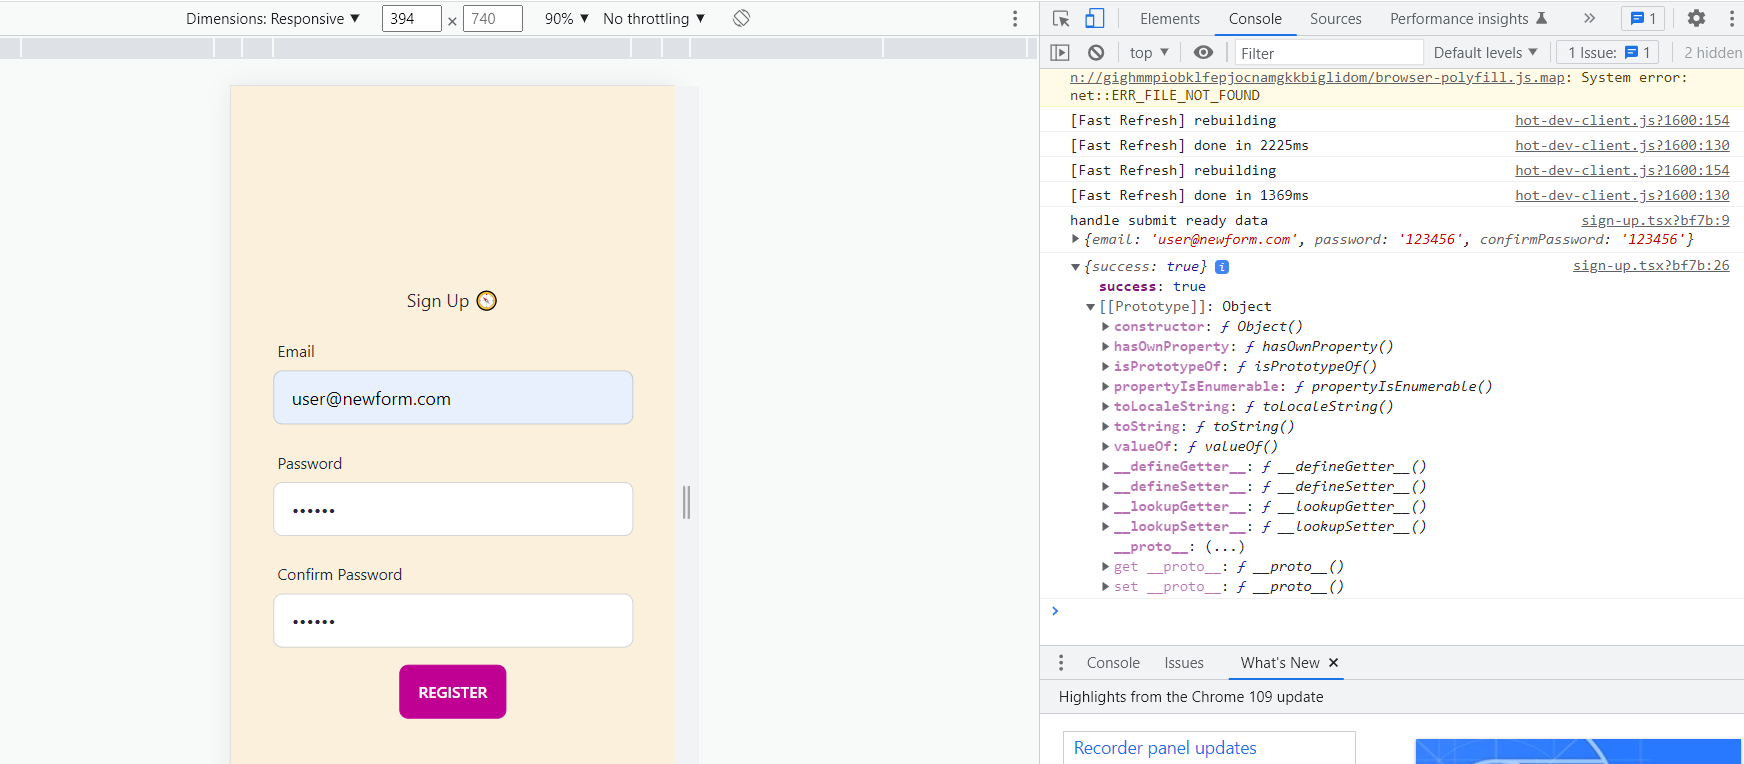 Dimensions: Responsive ▼ 394 × 740 90% ▼ No throttling ▼
Elements Console Sources Performance insights » 1
top ▼ Filter Default levels ▼ 1 Issue: 1 2 hidden
n://gighmmpiobklfepjocnamgkkbiglidom/browser-polyfill.js.map: System error:
net::ERR_FILE_NOT_FOUND
[Fast Refresh] rebuilding hot-dev-client.js?1600:154
[Fast Refresh] done in 2225ms hot-dev-client.js?1600:130
[Fast Refresh] rebuilding hot-dev-client.js?1600:154
[Fast Refresh] done in 1369ms hot-dev-client.js?1600:130
handle submit ready data sign-up.tsx?bf7b:9
▶ {email: 'user@newform.com', password: '123456', confirmPassword: '123456'}
▼ {success: true} i sign-up.tsx?bf7b:26
success: true
▼ [[Prototype]]: Object
▶ constructor: ƒ Object()
▶ hasOwnProperty: ƒ hasOwnProperty()
▶ isPrototypeOf: ƒ isPrototypeOf()
▶ propertyIsEnumerable: ƒ propertyIsEnumerable()
▶ toLocaleString: ƒ toLocaleString()
▶ toString: ƒ toString()
▶ valueOf: ƒ valueOf()
▶ __defineGetter__: ƒ __defineGetter__()
▶ __defineSetter__: ƒ __defineSetter__()
▶ __lookupGetter__: ƒ __lookupGetter__()
▶ __lookupSetter__: ƒ __lookupSetter__()
__proto__: (...)
▶ get __proto__: ƒ __proto__()
▶ set __proto__: ƒ __proto__()
Console Issues What's New ×
Highlights from the Chrome 109 update
Recorder panel updates
Sign Up
Email
user@newform.com
Password
••••••
Confirm Password
••••••
REGISTER